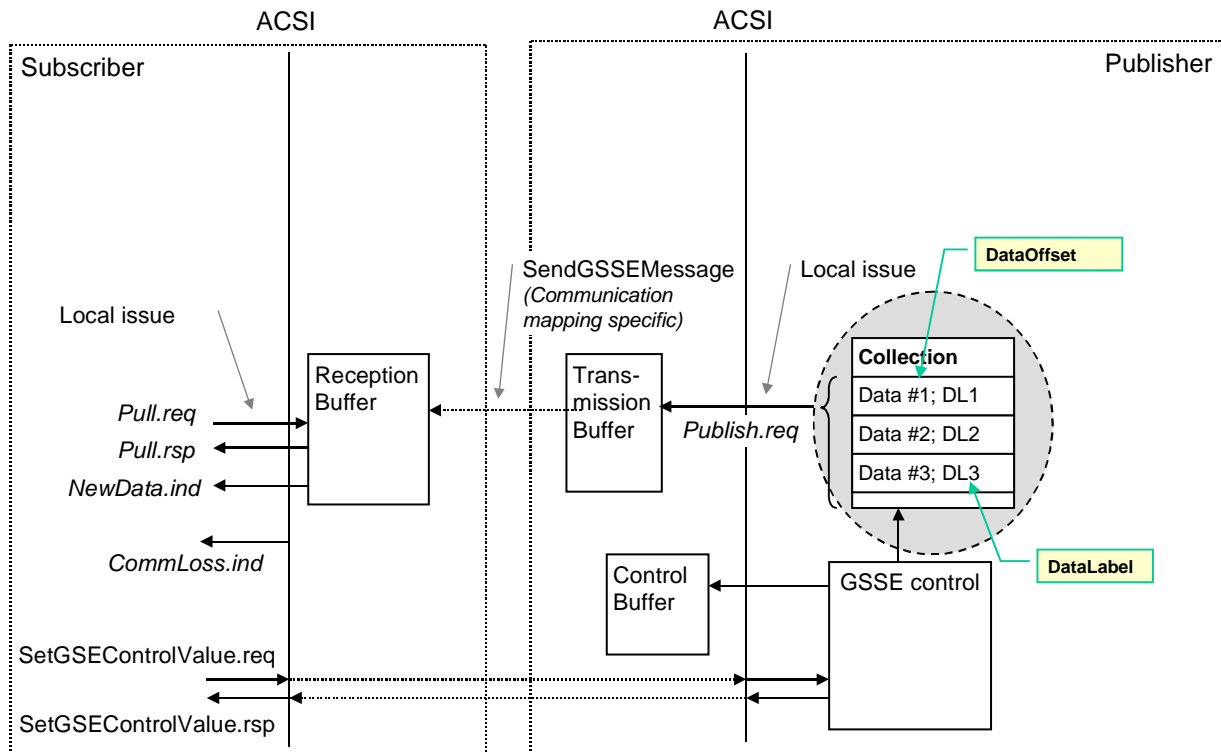 ACSI
ACSI
Subscriber
Publisher
DataOffset
SendGSSEMessage
(Communication
mapping specific)
Local issue
Local issue
Collection
Data #1; DL1
Data #2; DL2
Data #3; DL3
Reception
Buffer
Trans-
mission
Buffer
Pull.req
Pull.rsp
NewData.ind
Publish.req
CommLoss.ind
Control
Buffer
GSSE control
DataLabel
SetGSEControlValue.req
SetGSEControlValue.rsp